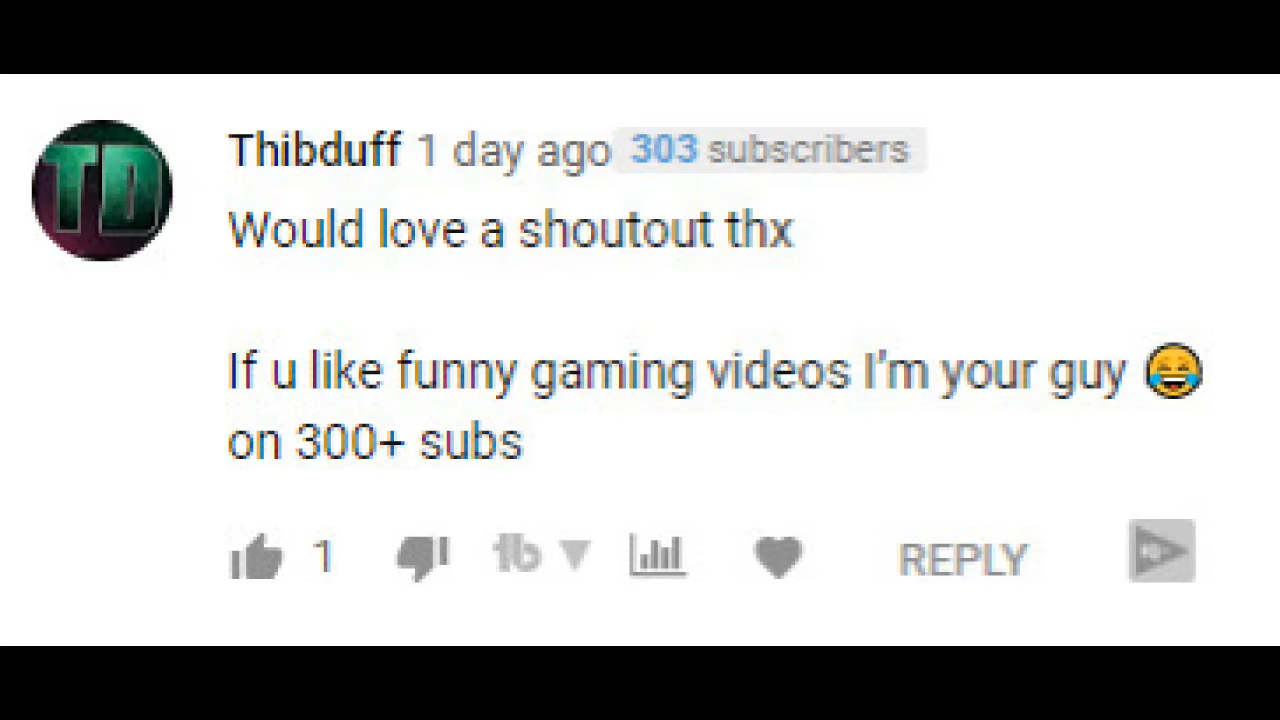 TD
Thibduff 1 day ago 303 subscribers
Would love a shoutout thx
If u like funny gaming videos I'm your guy 😂
on 300+ subs
1 tb REPLY